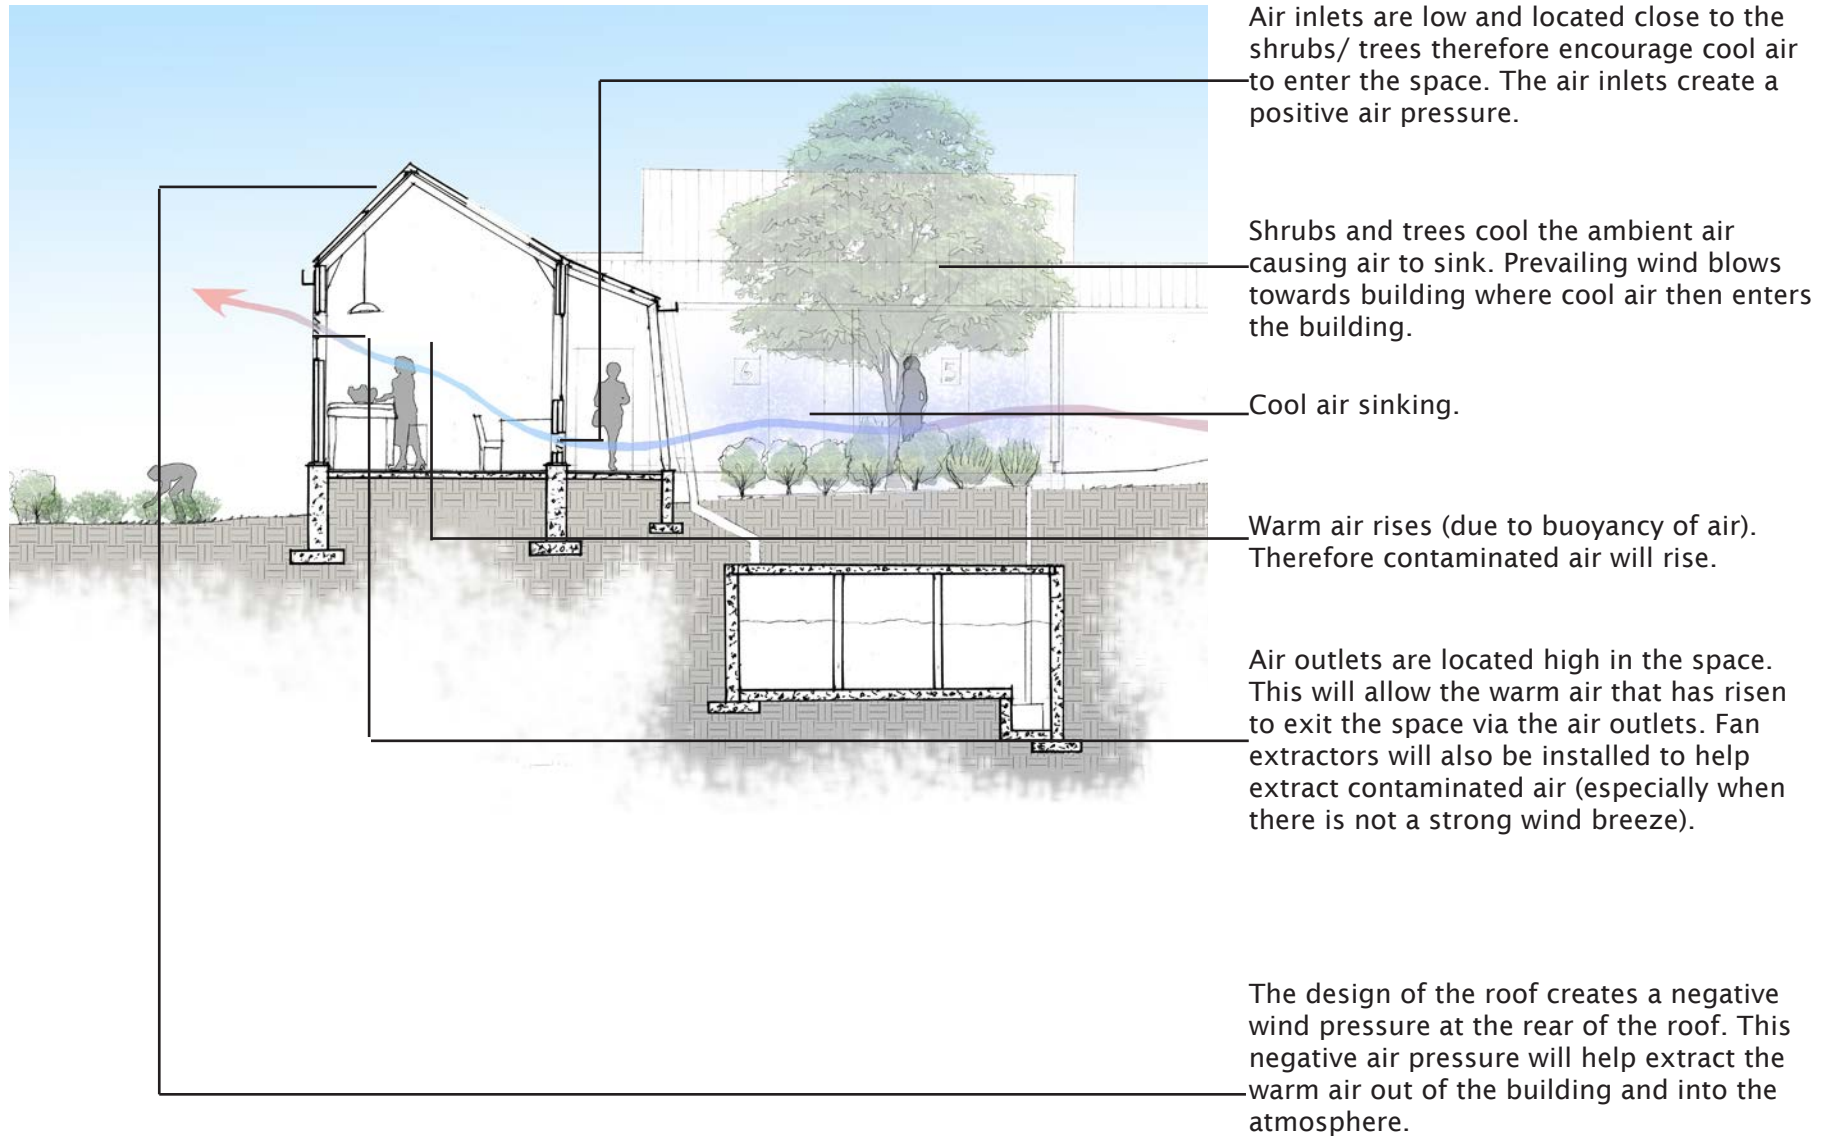 Air inlets are low and located close to the
shrubs/ trees therefore encourage cool air
to enter the space. The air inlets create a
positive air pressure.
Shrubs and trees cool the ambient air
causing air to sink. Prevailing wind blows
towards building where cool air then enters
the building.
6
5
Cool air sinking.
Warm air rises (due to buoyancy of air).
Therefore contaminated air will rise.
Air outlets are located high in the space.
This will allow the warm air that has risen
to exit the space via the air outlets. Fan
extractors will also be installed to help
extract contaminated air (especially when
there is not a strong wind breeze).
The design of the roof creates a negative
wind pressure at the rear of the roof. This
negative air pressure will help extract the
warm air out of the building and into the
atmosphere.